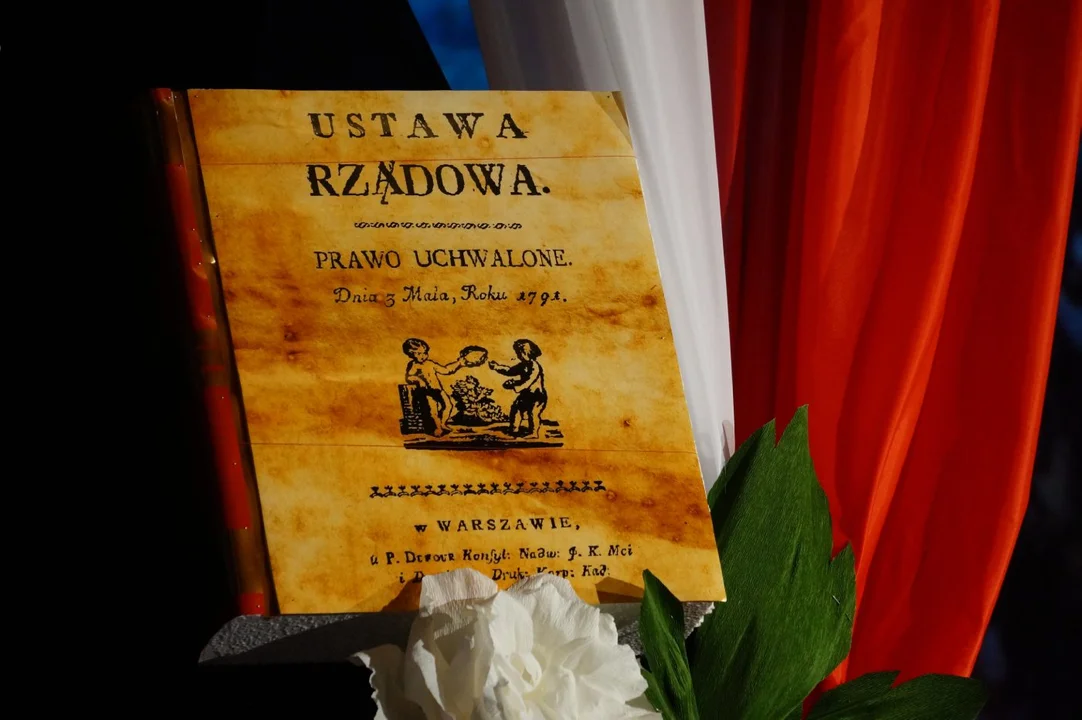 USTAWA
RZĄDOWA.
PRAWO UCHWALONE.
Dnia 3 Maia, Roku 1791.
w WARSZAWIE,
u P. Dufour Konsyl: Nadw: J. K. Mci
i Druk: Korp: Kad: